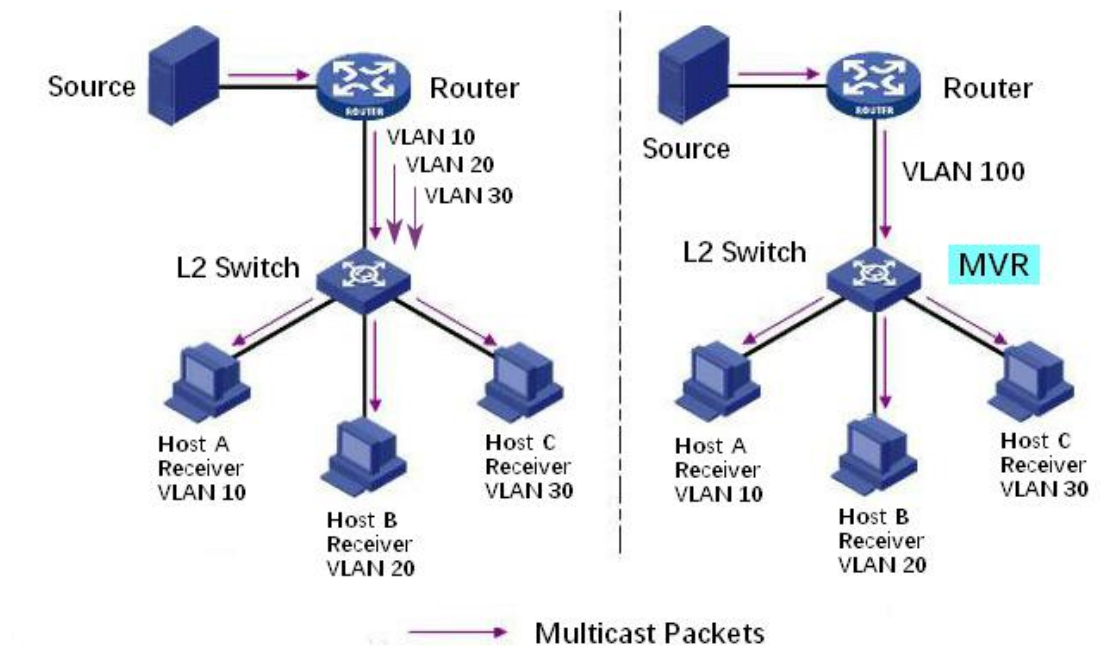 Source
Router
ROUTER
VLAN 10
VLAN 20
VLAN 30
L2 Switch
Host A
Receiver
VLAN 10
Host B
Receiver
VLAN 20
Host C
Receiver
VLAN 30
Source
Router
ROUTER
VLAN 100
L2 Switch
MVR
Host A
Receiver
VLAN 10
Host B
Receiver
VLAN 20
Host C
Receiver
VLAN 30
Multicast Packets